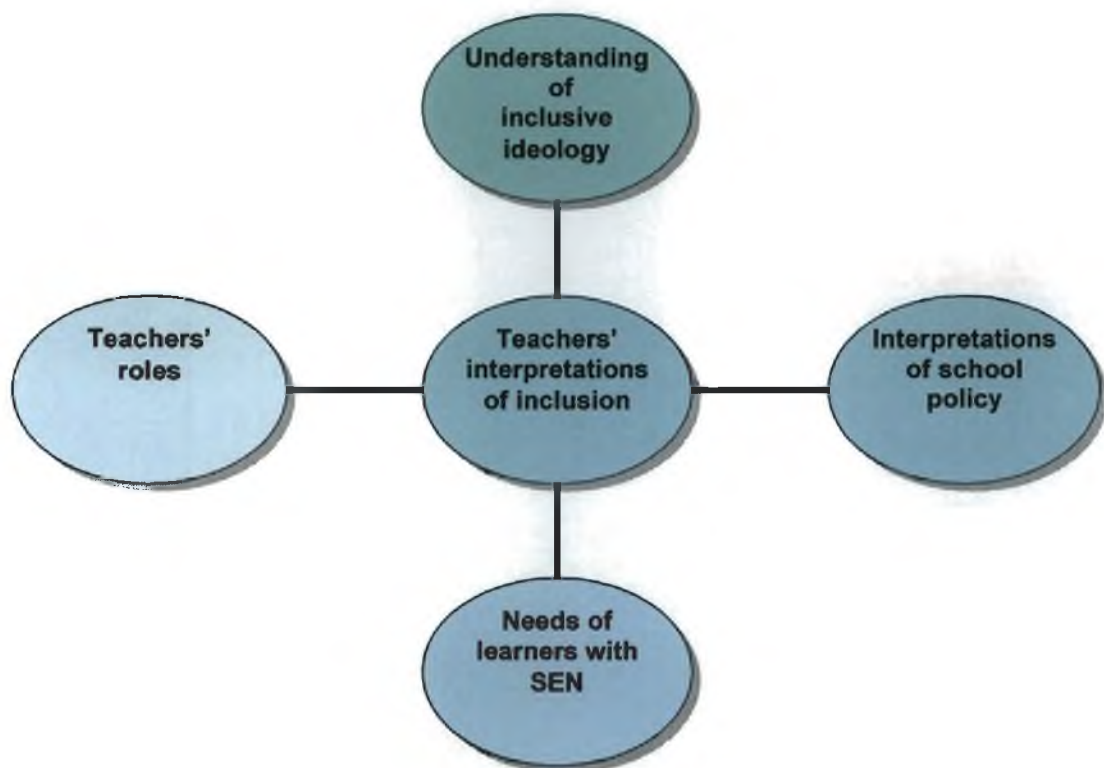 Understanding
of
inclusive
ideology
Teachers'
roles
Teachers'
interpretations
of inclusion
Interpretations
of school
policy
Needs of
learners with
SEN